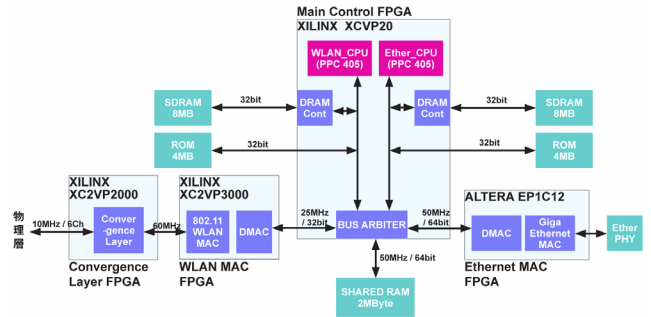 Main Control FPGA
XILINX XCVP20
WLAN_CPU
(PPC 405)
Ether_CPU
(PPC 405)
SDRAM
8MB
32bit
DRAM
Cont
DRAM
Cont
32bit
SDRAM
8MB
ROM
4MB
32bit
32bit
ROM
4MB
XILINX
XC2VP2000
XILINX
XC2VP3000
ALTERA EP1C12
物理層
10MHz / 6Ch
Conver
-gence
Layer
60MHz
802.11
WLAN
MAC
DMAC
25MHz
/ 32bit
BUS ARBITER
50MHz
/ 64bit
DMAC
Giga
Ethernet
MAC
Ether
PHY
Convergence
Layer FPGA
WLAN MAC
FPGA
50MHz / 64bit
Ethernet MAC
FPGA
SHARED RAM
2MByte